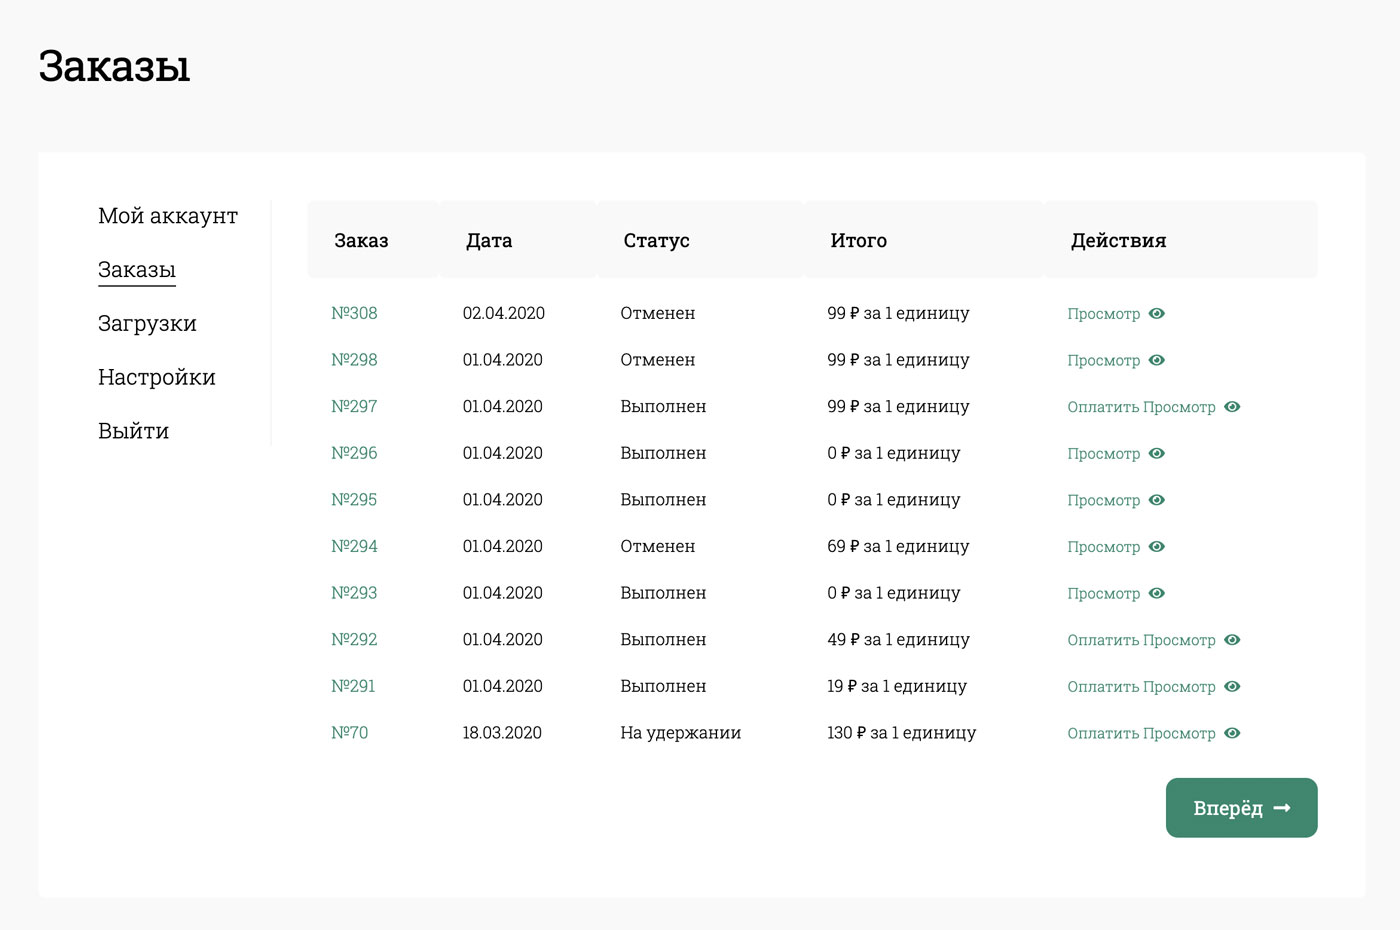 Заказы
Мой аккаунт
Заказы
Загрузки
Настройки
Выйти
Заказ Дата Статус Итого Действия
№308 02.04.2020 Отменен 99 ₽ за 1 единицу Просмотр
№298 01.04.2020 Отменен 99 ₽ за 1 единицу Просмотр
№297 01.04.2020 Выполнен 99 ₽ за 1 единицу Оплатить Просмотр
№296 01.04.2020 Выполнен 0 ₽ за 1 единицу Просмотр
№295 01.04.2020 Выполнен 0 ₽ за 1 единицу Просмотр
№294 01.04.2020 Отменен 69 ₽ за 1 единицу Просмотр
№293 01.04.2020 Выполнен 0 ₽ за 1 единицу Просмотр
№292 01.04.2020 Выполнен 49 ₽ за 1 единицу Оплатить Просмотр
№291 01.04.2020 Выполнен 19 ₽ за 1 единицу Оплатить Просмотр
№70 18.03.2020 На удержании 130 ₽ за 1 единицу Оплатить Просмотр
Вперёд →